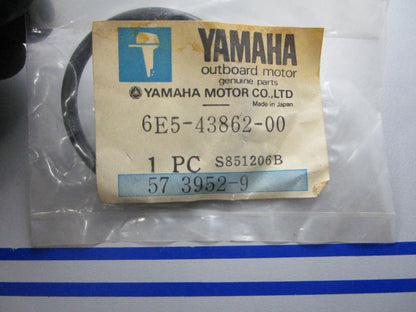 YAMAHA
outboard motor
genuine parts
YAMAHA MOTOR CO.,LTD
Made in Japan
6E5-43862-00
1 PC S851206B
57 3952-9